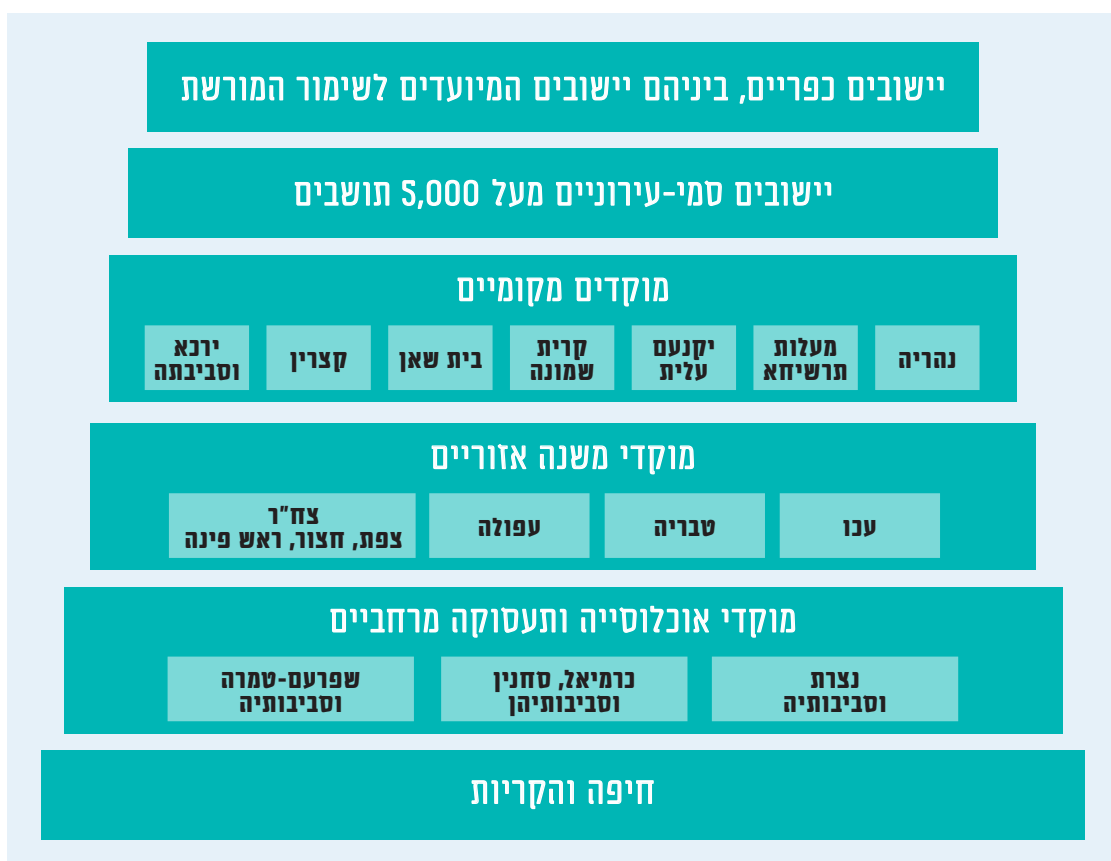 יישובים כפריים, ביניהם יישובים המיועדים לשימור המורשת
יישובים סמי-עירוניים מעל 5,000 תושבים
מוקדים מקומיים
נהריה
מעלות
תרשיחא
יקנעם
עלית
קרית
שמונה
בית שאן
קצרין
ירכא
וסביבתה
מוקדי משנה אזוריים
עכו
טבריה
עפולה
צח"ר
צפת, חצור, ראש פינה
מוקדי אוכלוסייה ותעסוקה מרחביים
נצרת
וסביבותיה
כרמיאל, סחנין
וסביבותיהן
שפרעם-טמרה
וסביבותיה
חיפה והקריות